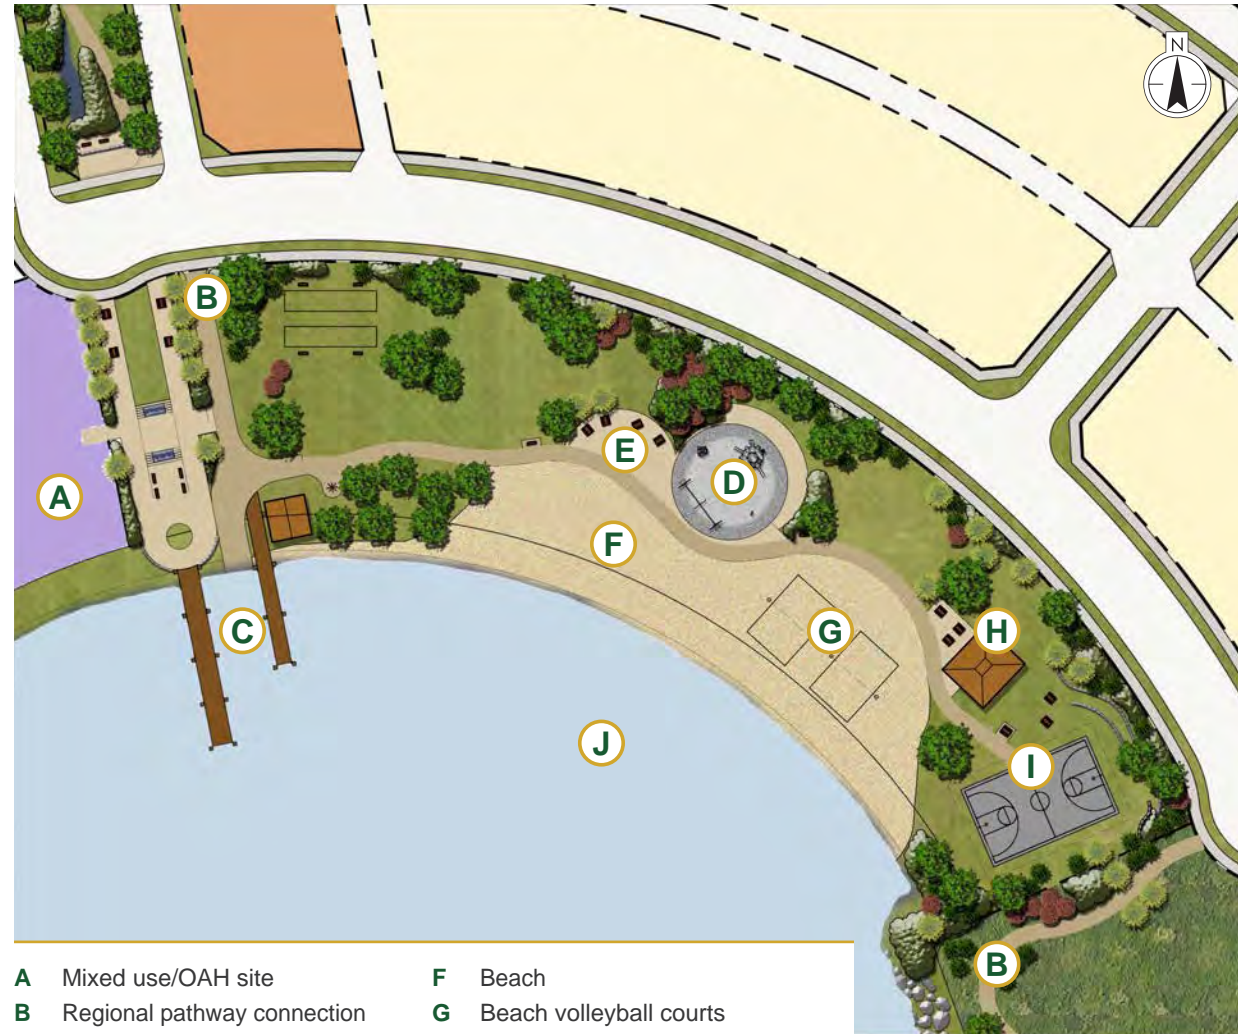 N
B
A
E
D
F
C
G
H
J
I
B
A Mixed use/OAH site
B Regional pathway connection
F Beach
G Beach volleyball courts